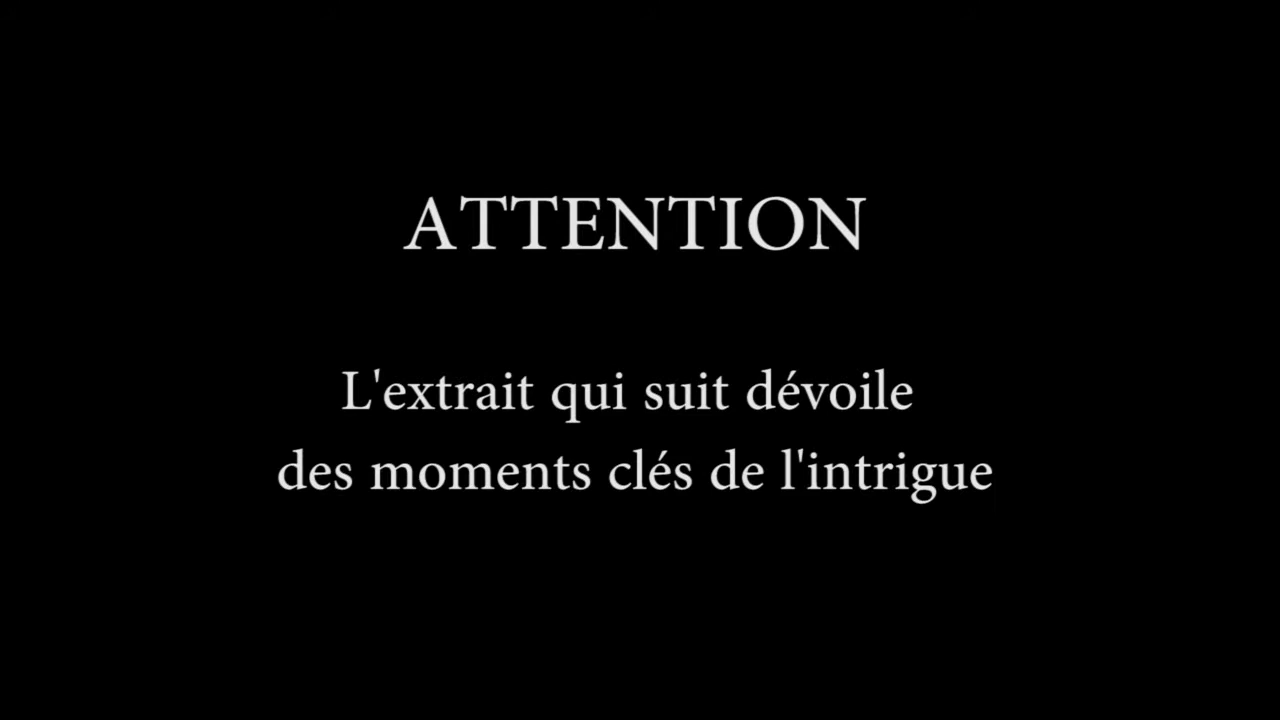 ATTENTION
L'extrait qui suit dévoile
des moments clés de l'intrigue